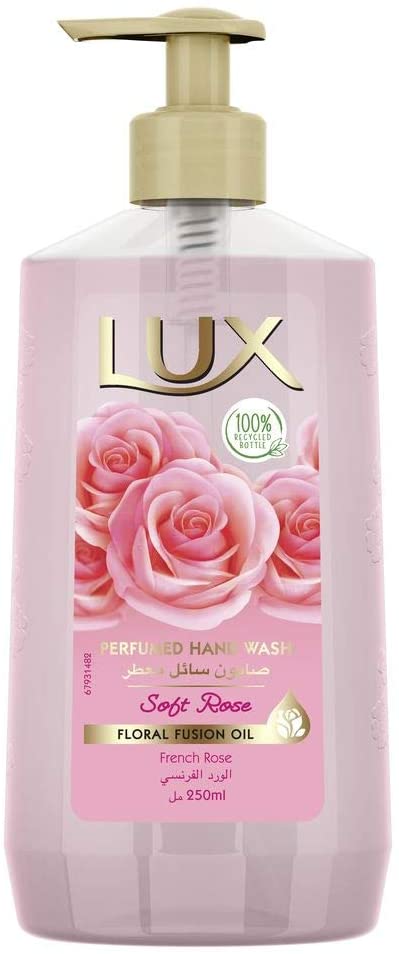 LUX
100%
RECYCLED
BOTTLE
PERFUMED HAND WASH
صابون سائل معطر
67931482
Soft Rose
FLORAL FUSION OIL
French Rose
الورد الفرنسي
250ml مل